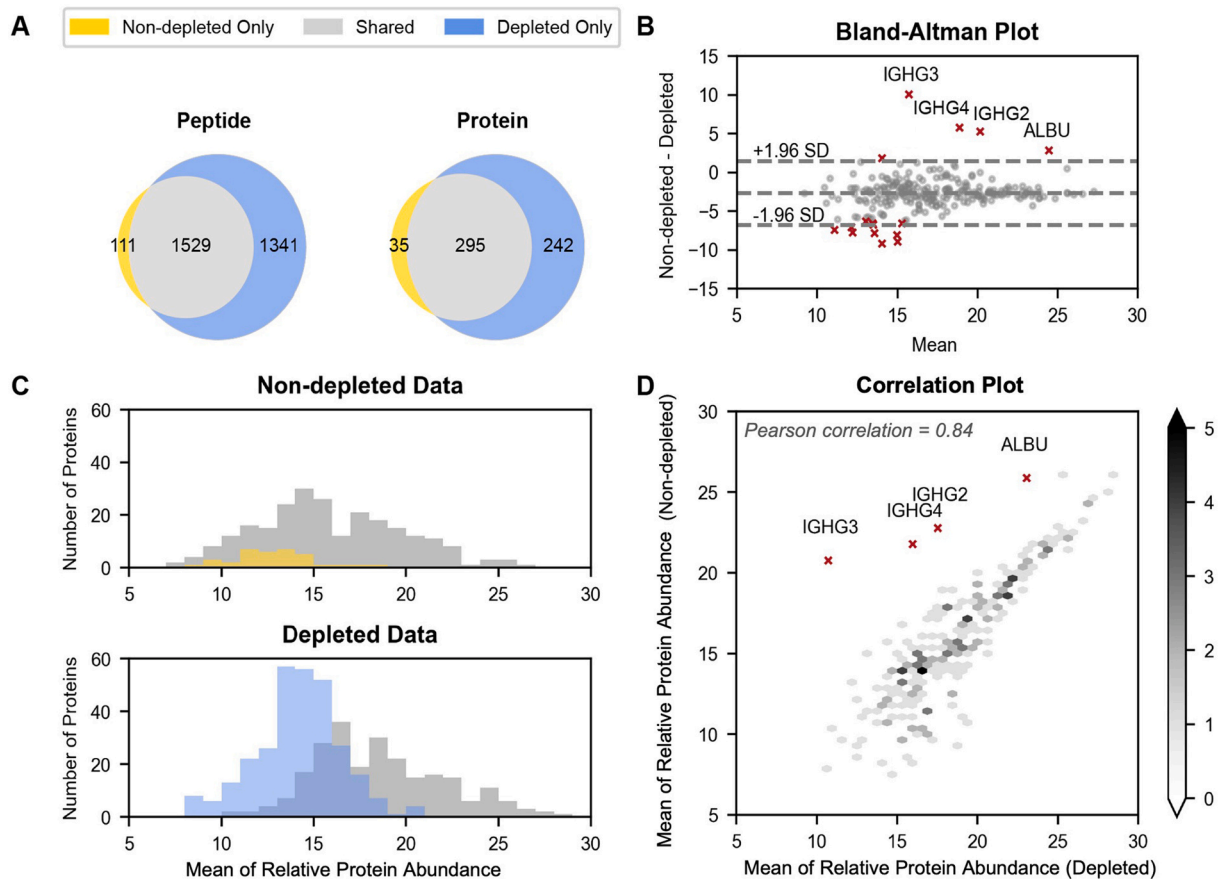 A
Non-depleted Only
Shared
Depleted Only
Peptide
Protein
111
1529
1341
35
295
242
B
Bland-Altman Plot
Non-depleted - Depleted
15
10
5
0
−5
−10
−15
IGHG3
IGHG4
IGHG2
ALBU
+1.96 SD
-1.96 SD
5
10
15
20
25
30
Mean
C
Non-depleted Data
Number of Proteins
60
40
20
0
5
10
15
20
25
30
Depleted Data
Number of Proteins
60
40
20
0
5
10
15
20
25
30
Mean of Relative Protein Abundance
D
Correlation Plot
Mean of Relative Protein Abundance (Non-depleted)
30
25
20
15
10
5
Pearson correlation = 0.84
ALBU
IGHG2
IGHG4
IGHG3
5
10
15
20
25
30
Mean of Relative Protein Abundance (Depleted)
5
4
3
2
1
0